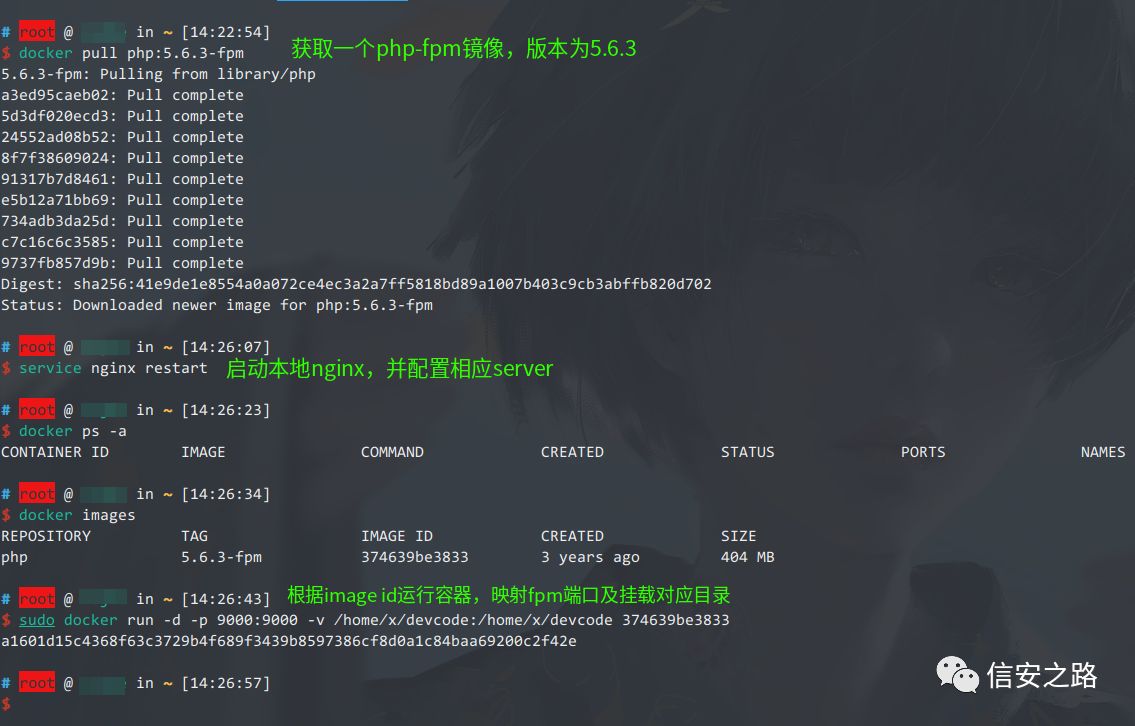 # root @ in ~ [14:22:54]
$ docker pull php:5.6.3-fpm 获取一个php-fpm镜像，版本为5.6.3
5.6.3-fpm: Pulling from library/php
a3ed95caeb02: Pull complete
5d3df020ecd3: Pull complete
24552ad08b52: Pull complete
8f7f38609024: Pull complete
91317b7d8461: Pull complete
e5b12a71bb69: Pull complete
734adb3da25d: Pull complete
c7c16c6c3585: Pull complete
9737fb857d9b: Pull complete
Digest: sha256:41e9de1e8554a0a072ce4ec3a2a7ff5818bd89a1007b403c9cb3abffb820d702
Status: Downloaded newer image for php:5.6.3-fpm
# root @ in ~ [14:26:07]
$ service nginx restart 启动本地nginx，并配置相应server
# root @ in ~ [14:26:23]
$ docker ps -a
CONTAINER ID IMAGE COMMAND CREATED STATUS PORTS NAMES
# root @ in ~ [14:26:34]
$ docker images
REPOSITORY TAG IMAGE ID CREATED SIZE
php 5.6.3-fpm 374639be3833 3 years ago 404 MB
# root @ in ~ [14:26:43] 根据image id运行容器，映射fpm端口及挂载对应目录
$ sudo docker run -d -p 9000:9000 -v /home/x/devcode:/home/x/devcode 374639be3833
a1601d15c4368f63c3729b4f689f3439b8597386cf8d0a1c84baa69200c2f42e
# root @ in ~ [14:26:57]
$
信安之路